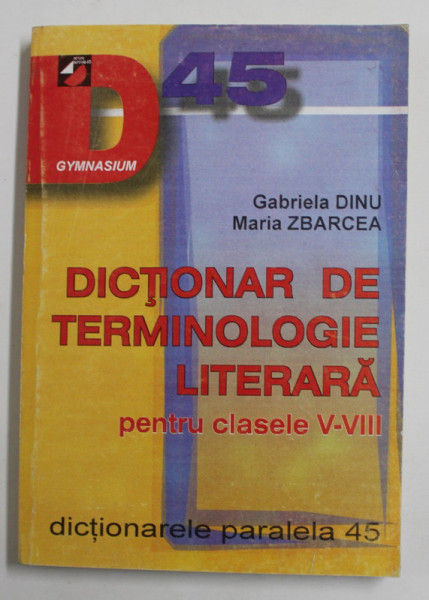 D 45
GYMNASIUM
Gabriela DINU
Maria ZBARCEA
DICŢIONAR DE
TERMINOLOGIE
LITERARĂ
pentru clasele V-VIII
dicţionarele paralela 45